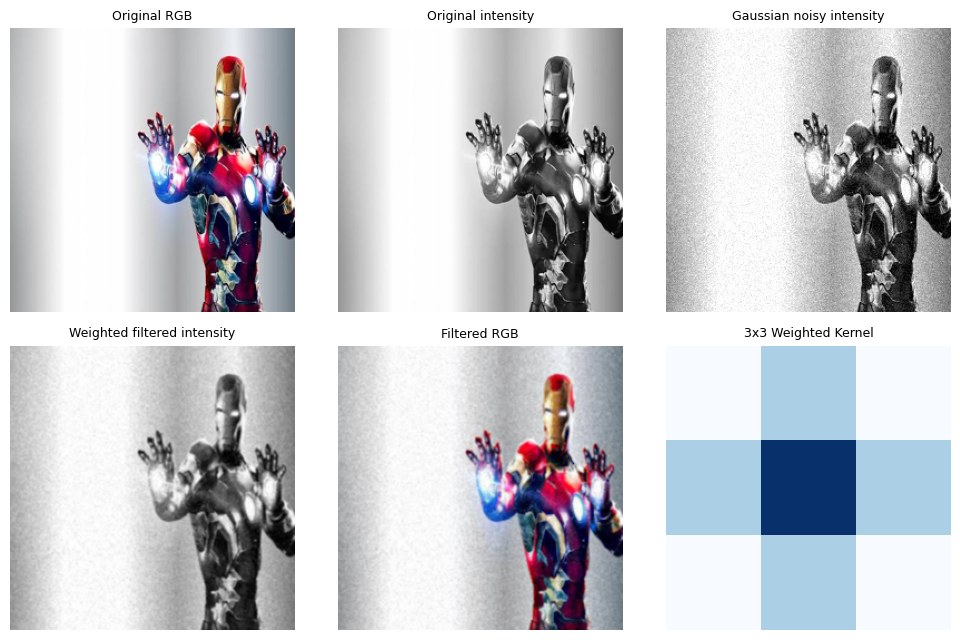 Original RGB
Original intensity
Gaussian noisy intensity
Weighted filtered intensity
Filtered RGB
3x3 Weighted Kernel